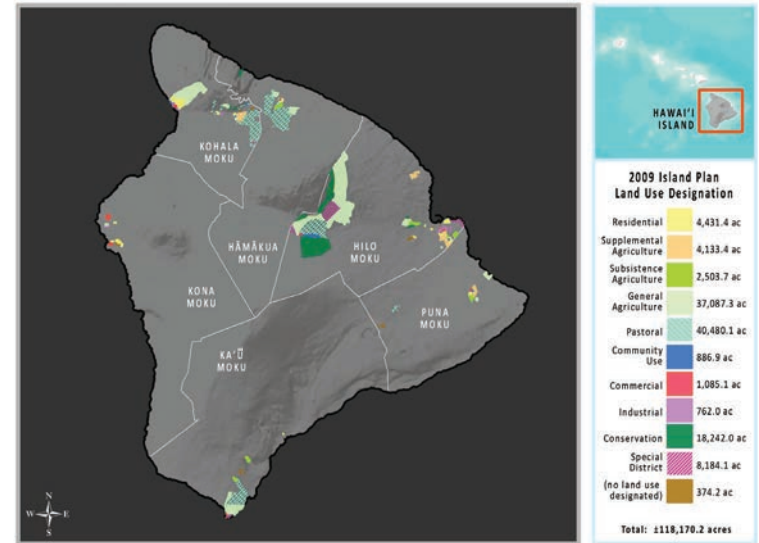 KOHALA
MOKU
HĀMĀKUA
MOKU
HILO
MOKU
KONA
MOKU
PUNA
MOKU
KA'Ū
MOKU
N
W E
S
HAWAI'I
ISLAND
2009 Island Plan
Land Use Designation
Residential 4,431.4 ac
Supplemental
Agriculture 4,133.4 ac
Subsistence
Agriculture 2,503.7 ac
General
Agriculture 37,087.3 ac
Pastoral 40,480.1 ac
Community
Use 886.9 ac
Commercial 1,085.1 ac
Industrial 762.0 ac
Conservation 18,242.0 ac
Special
District 8,184.1 ac
(no land use
designated) 374.2 ac
Total: ±118,170.2 acres